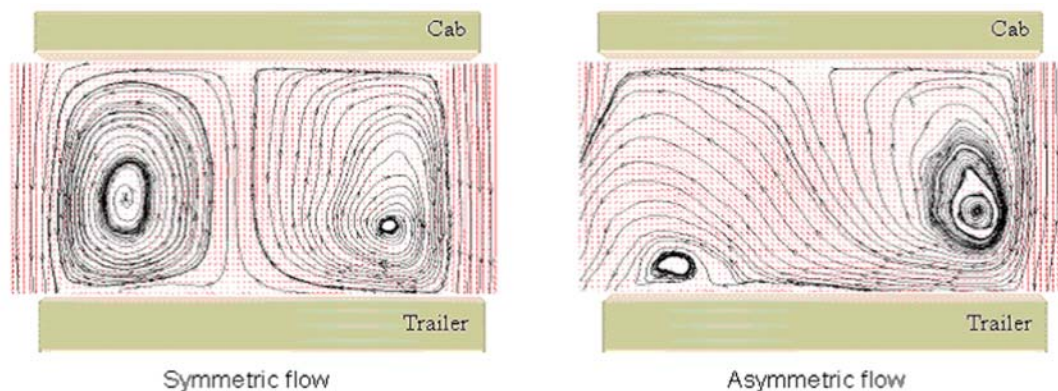 Cab
Cab
Trailer
Trailer
Symmetric flow
Asymmetric flow